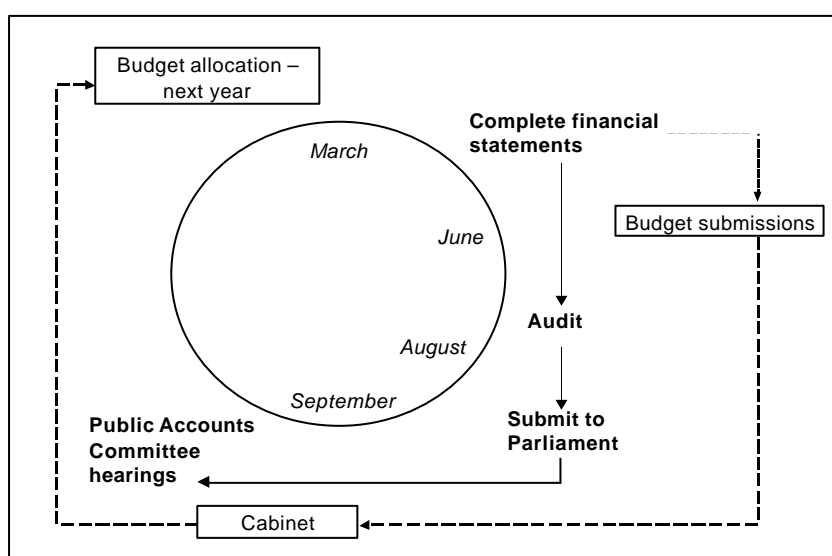 Budget allocation –
next year
Complete financial
statements
March
Budget submissions
June
Audit
August
September
Submit to
Parliament
Public Accounts
Committee
hearings
Cabinet